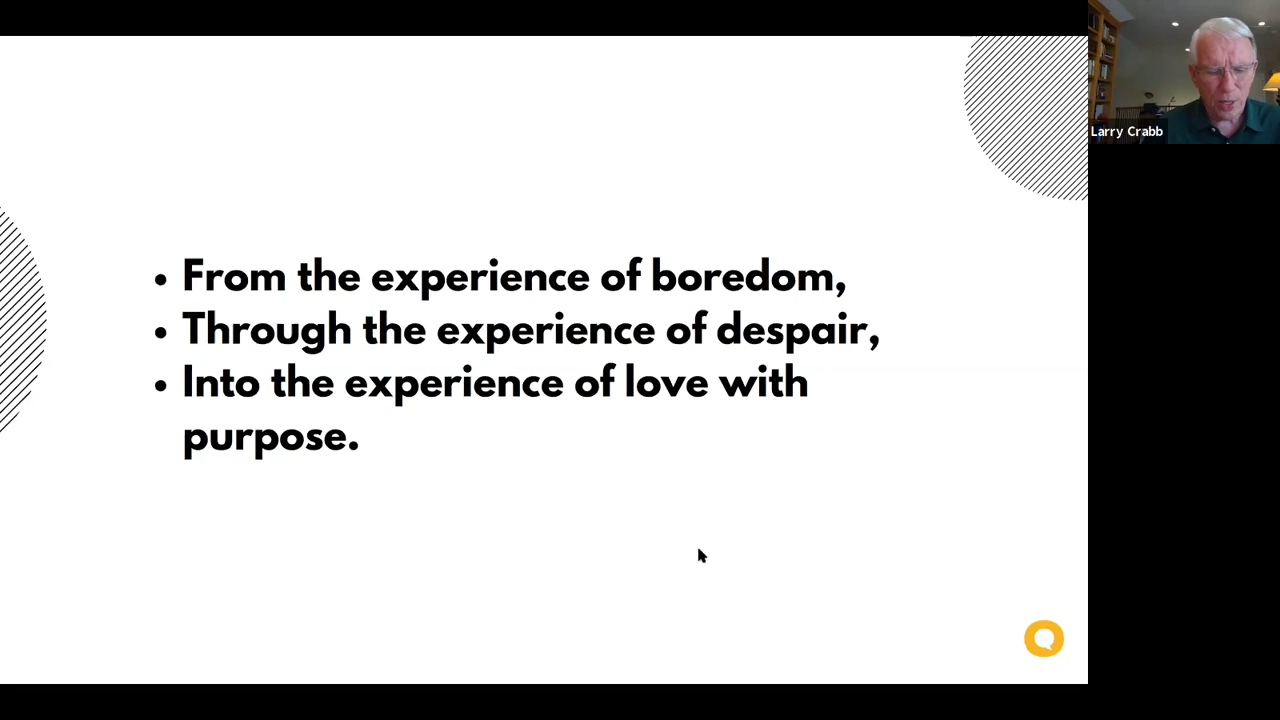 • From the experience of boredom,
• Through the experience of despair,
• Into the experience of love with
purpose.
Larry Crabb